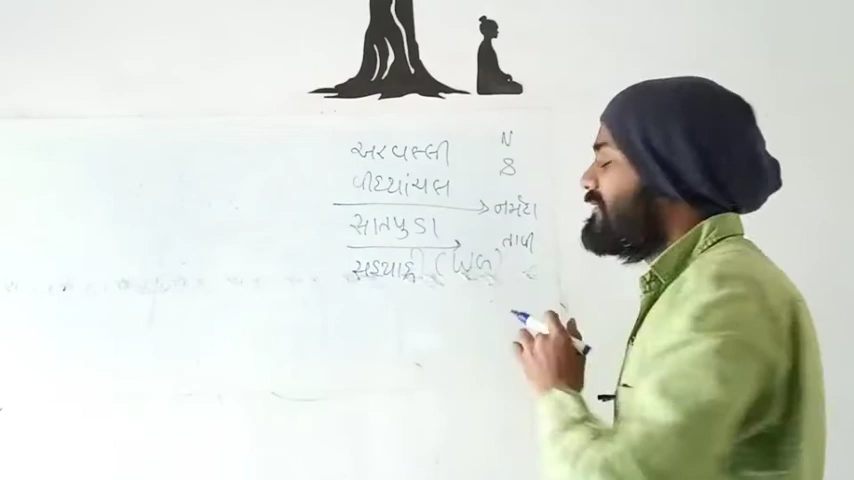 અરવલ્લી N
વીંધ્યાંચલ S
સાતપુડા → નર્મદા
સહ્યાદ્રી → તાપી